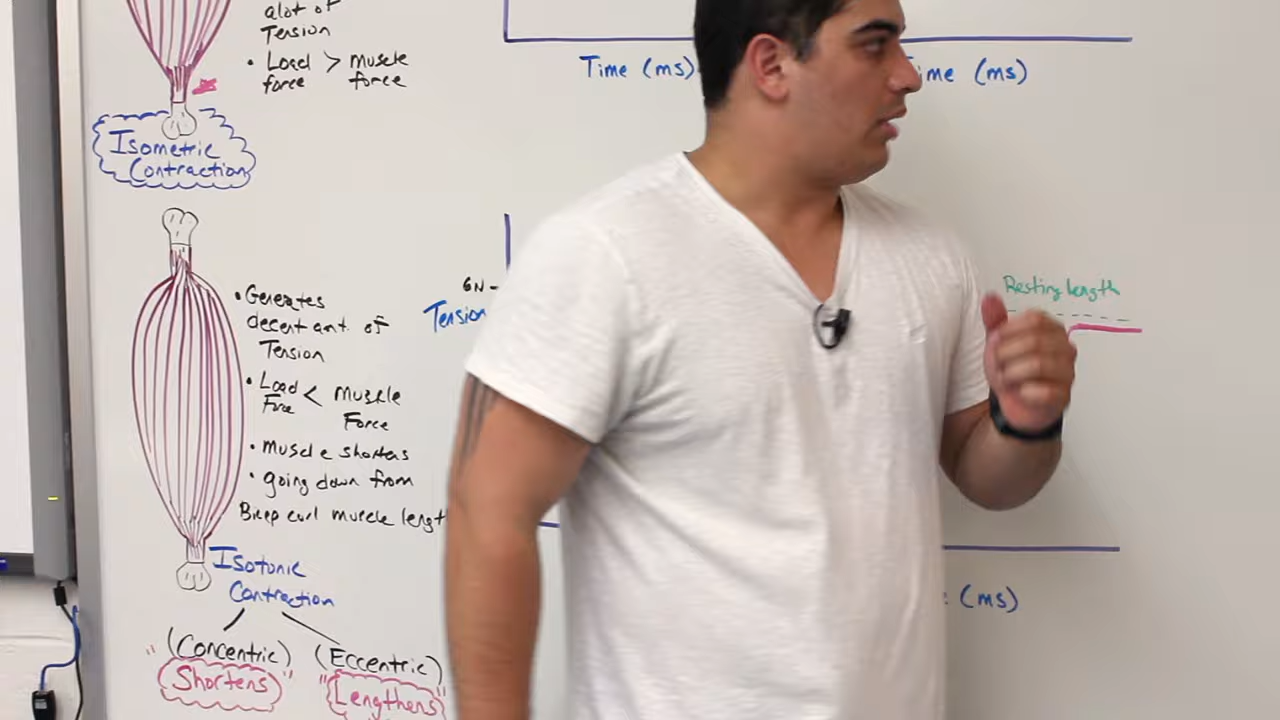 alot of
Tension
• Load > muscle
force force
Isometric
Contraction
• Generates
decent amt. of
Tension
• Load < Muscle
Force Force
• muscle shortens
• going down from
Bicep curl muscle length
Isotonic
Contraction
"(Concentric)"
Shortens
(Eccentric)
"Lengthens"
Time (ms)
ime (ms)
6N
Tension
Resting length
(ms)